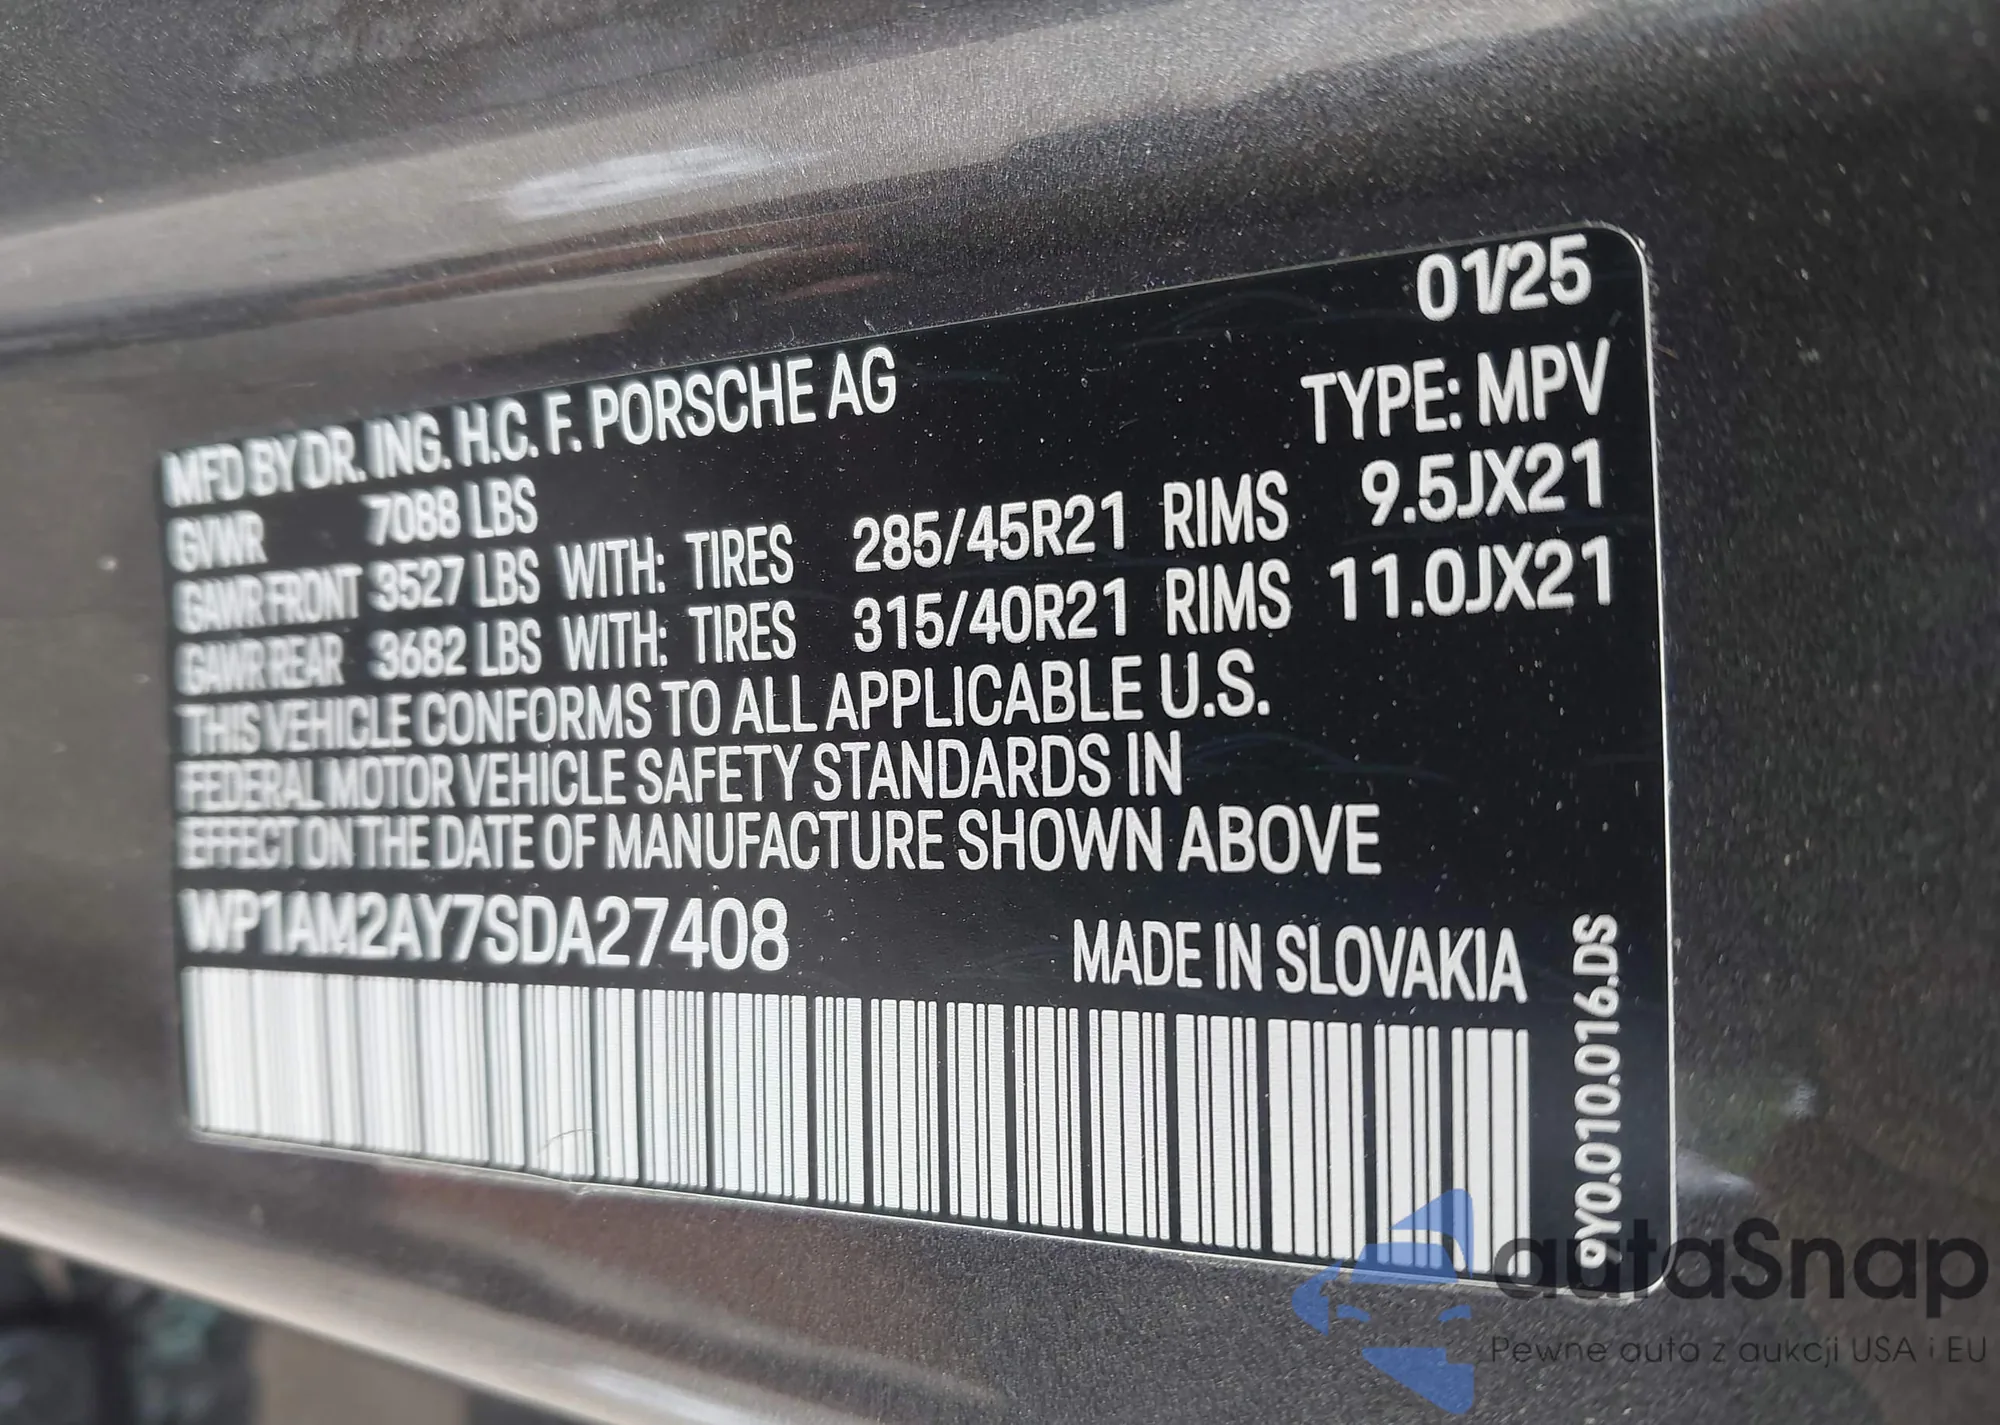 01/25
MFD BY DR. ING. H.C. F. PORSCHE AG
TYPE: MPV
GVWR 7088 LBS
GAWR FRONT 3527 LBS WITH: TIRES 285/45R21 RIMS 9.5JX21
GAWR REAR 3682 LBS WITH: TIRES 315/40R21 RIMS 11.0JX21
THIS VEHICLE CONFORMS TO ALL APPLICABLE U.S.
FEDERAL MOTOR VEHICLE SAFETY STANDARDS IN
EFFECT ON THE DATE OF MANUFACTURE SHOWN ABOVE
WP1AM2AY7SDA27408
MADE IN SLOVAKIA
9Y0.010.016.DS
autaSnap
Pewne auta z aukcji USA i EU